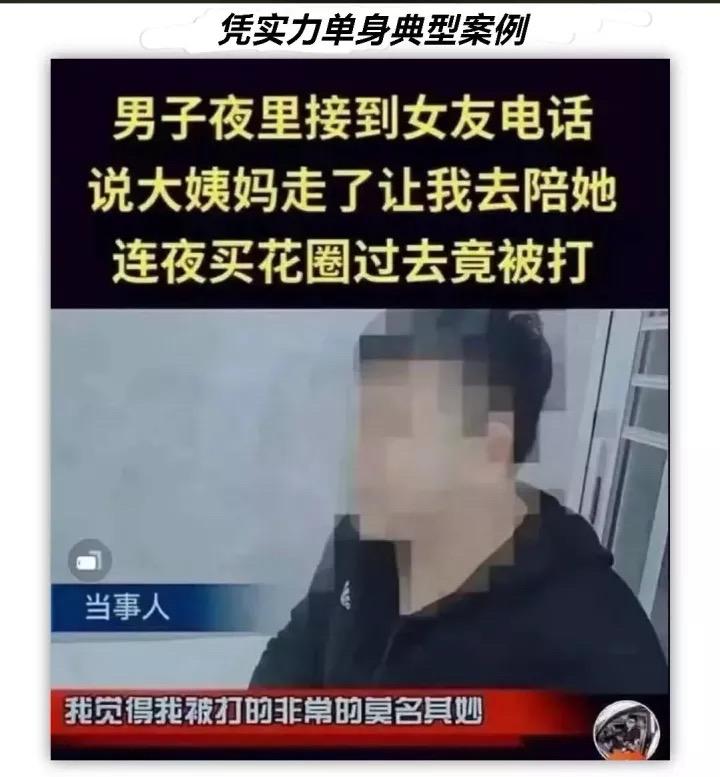 凭实力单身典型案例
男子夜里接到女友电话
说大姨妈走了让我去陪她
连夜买花圈过去竟被打
当事人
我觉得我被打的非常的莫名其妙